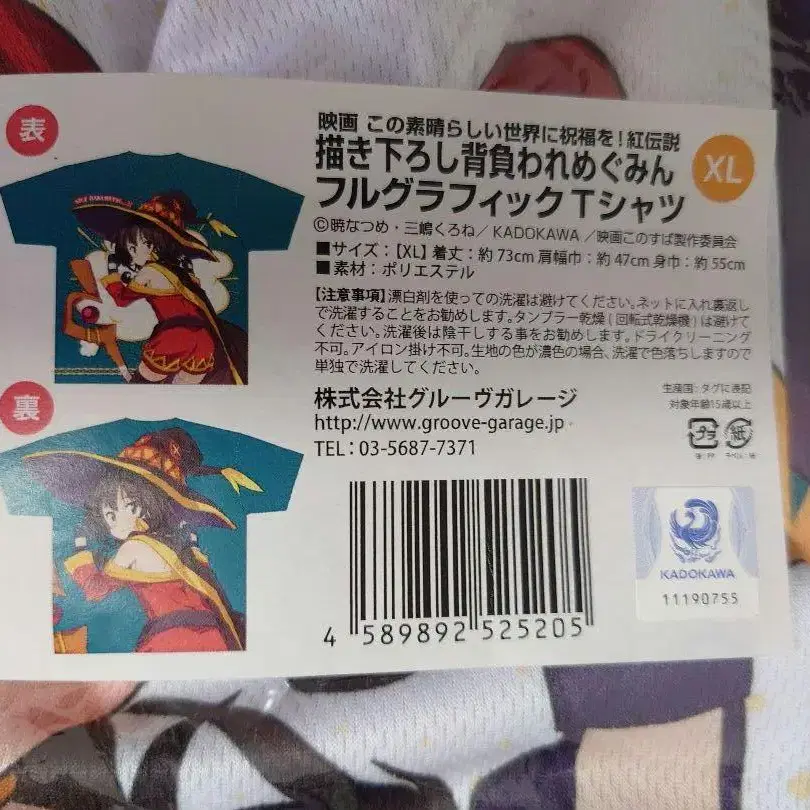 表
映画 この素晴らしい世界に祝福を!紅伝説
描き下ろし背負われめぐみん
フルグラフィックTシャツ
XL
©暁なつめ・三嶋くろね/KADOKAWA/映画このすば製作委員会
■サイズ:【XL】着丈:約73cm 肩幅巾:約47cm 身巾:約55cm
■素材:ポリエステル
【注意事項】漂白剤を使っての洗濯は避けてください。ネットに入れ裏返し
で洗濯することをお勧めします。タンブラー乾燥(回転式乾燥機)は避けて
ください。洗濯後は陰干しする事をお勧めします。ドライクリーニング
不可。アイロン掛け不可。生地の色が濃色の場合、洗濯で色落ちしますので
単独で洗濯してください。
裏
株式会社グルーヴガレージ
http://www.groove-garage.jp
TEL:03-5687-7371
生産国:タグに表記
対象年齢15歳以上
プラ
紙
袋:PP
ラベル:紙
KADOKAWA
11190755
4 589892 525205